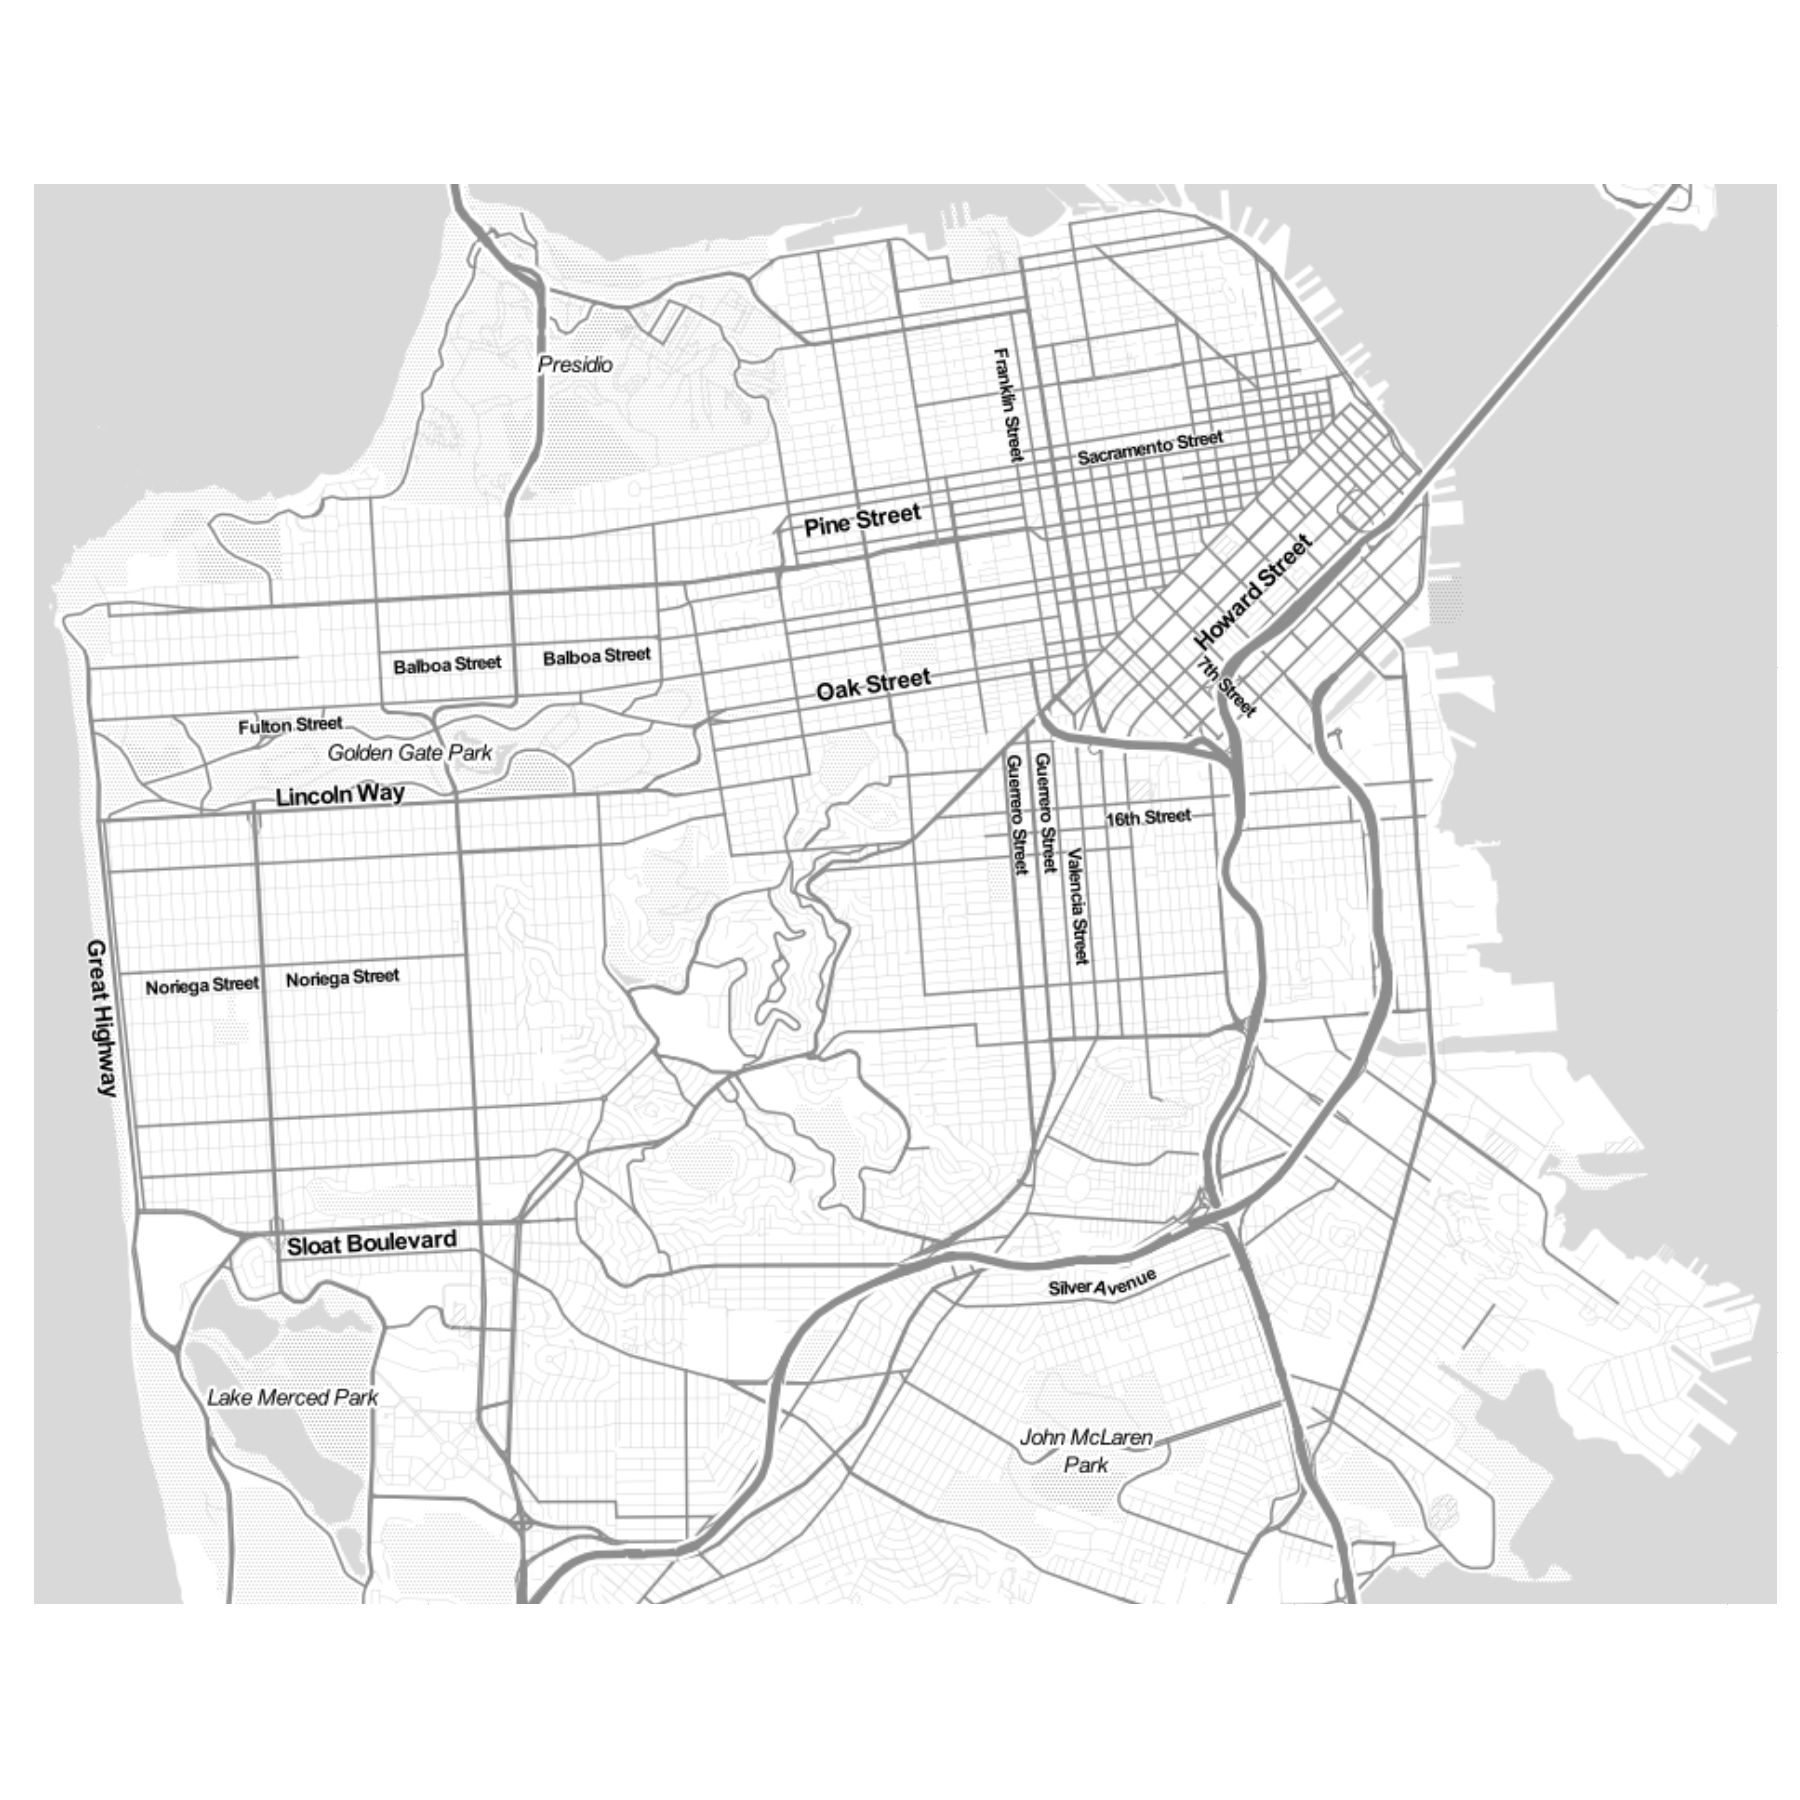 Presidio
Franklin Street
Sacramento Street
Pine Street
Howard Street
Balboa Street
Balboa Street
7th Street
Oak Street
Fulton Street
Golden Gate Park
Lincoln Way
Guerrero Street
Guerrero Street
16th Street
Valencia Street
Great Highway
Noriega Street
Noriega Street
Sloat Boulevard
Silver Avenue
Lake Merced Park
John McLaren
Park